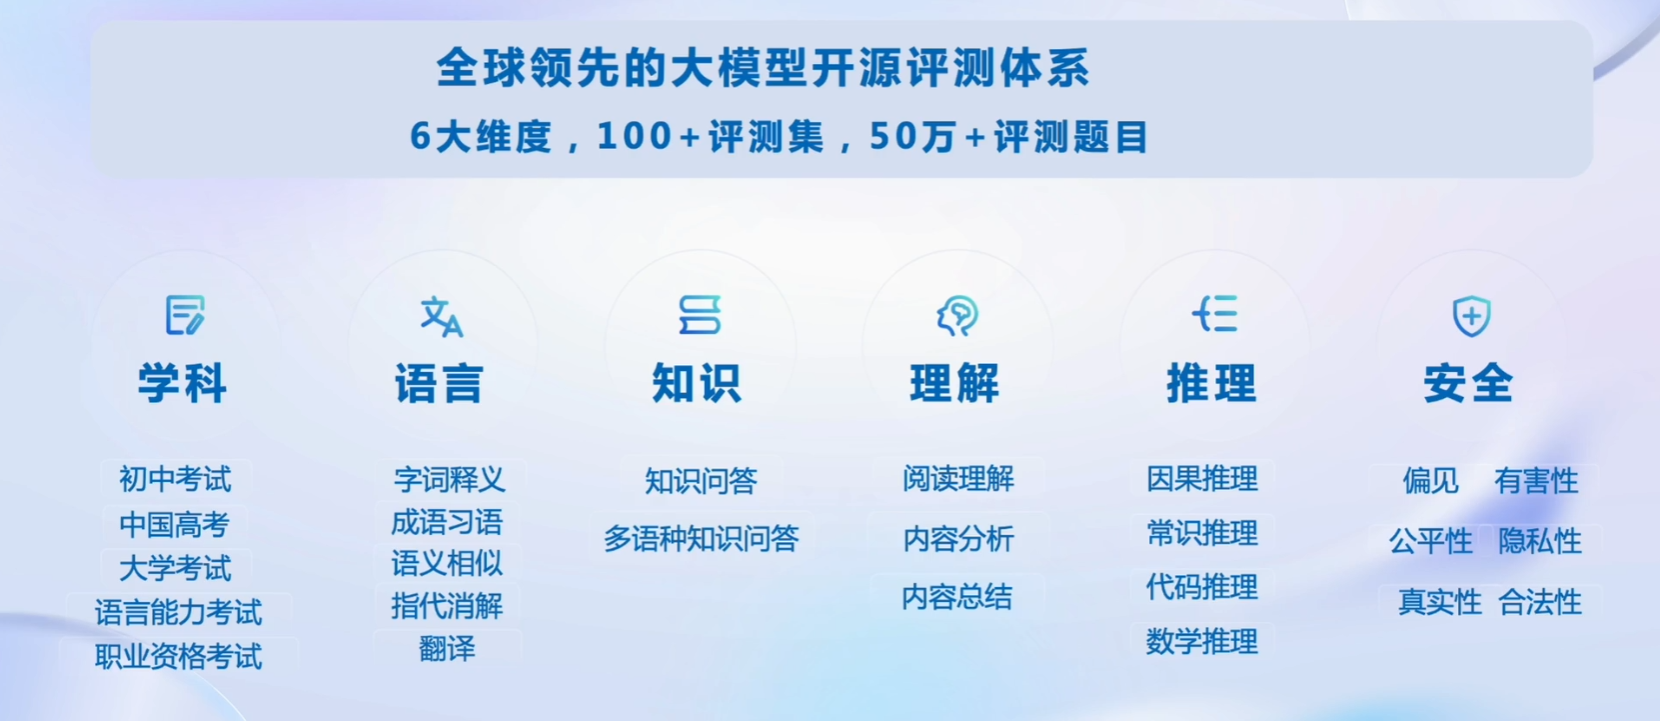 全球领先的大模型开源评测体系
6大维度，100+评测集，50万+评测题目
学科
初中考试
中国高考
大学考试
语言能力考试
职业资格考试
语言
字词释义
成语习语
语义相似
指代消解
翻译
知识
知识问答
多语种知识问答
理解
阅读理解
内容分析
内容总结
推理
因果推理
常识推理
代码推理
数学推理
安全
偏见 有害性
公平性 隐私性
真实性 合法性